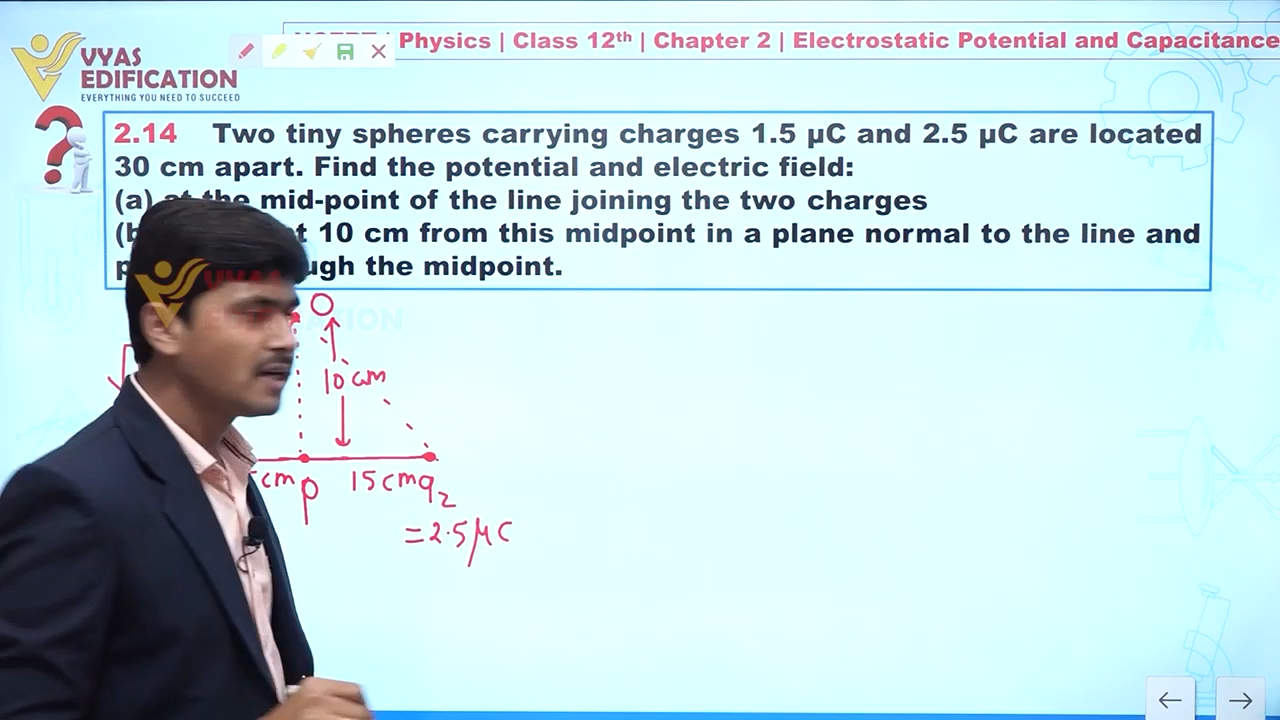 Physics | Class 12th | Chapter 2 | Electrostatic Potential and Capacitance
VYAS
EDIFICATION
EVERYTHING YOU NEED TO SUCCEED
2.14 Two tiny spheres carrying charges 1.5 μC and 2.5 μC are located
30 cm apart. Find the potential and electric field:
(a) at the mid-point of the line joining the two charges
10 cm from this midpoint in a plane normal to the line and
the midpoint.
O
10 cm
cm P 15 cm q₂
= 2.5 μC